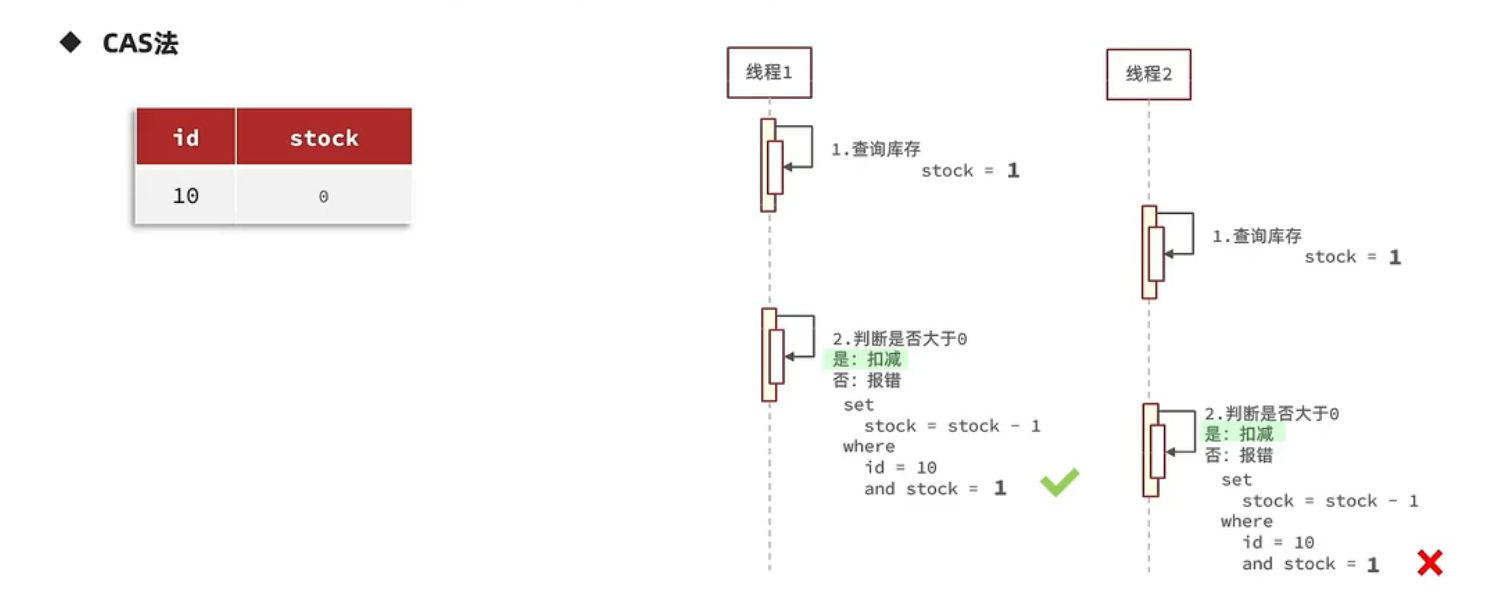 CAS法
id stock
10 0
线程1
1.查询库存
stock = 1
2.判断是否大于0
是：扣减
否：报错
set
stock = stock - 1
where
id = 10
and stock = 1
线程2
1.查询库存
stock = 1
2.判断是否大于0
是：扣减
否：报错
set
stock = stock - 1
where
id = 10
and stock = 1